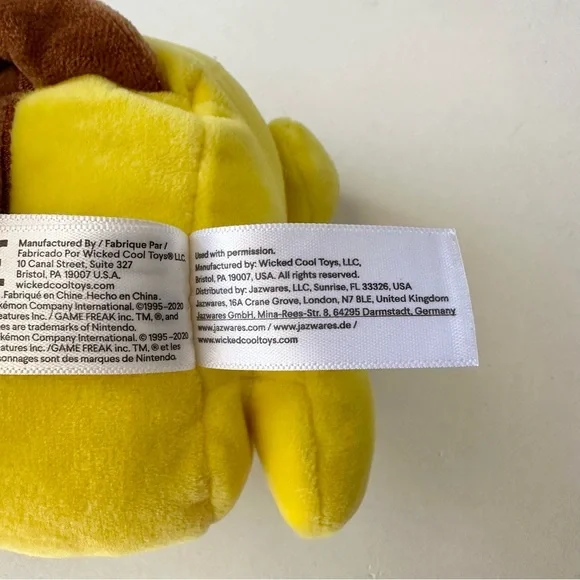 Manufactured By / Fabrique Par /
Fabricado Por Wicked Cool Toys® LLC,
10 Canal Street, Suite 327
Bristol, PA 19007 U.S.A.
wickedcooltoys.com
.Fabriqué en Chine .Hecho en China.
kémon Company International. ©1995-2020
eatures Inc. / GAME FREAK inc. TM, ®, and
es are trademarks of Nintendo.
okémon Company International. ©1995-2020
eatures Inc. /GAME FREAK inc. TM, ® et les
sonnages sont des marques de Nintendo.
Used with permission.
Manufactured by: Wicked Cool Toys, LLC,
Bristol, PA 19007, USA. All rights reserved.
Distributed by: Jazwares, LLC, Sunrise, FL 33326, USA
Jazwares, 16A Crane Grove, London, N7 8LE, United Kingdom
Jazwares GmbH, Mina-Rees-Str. 8, 64295 Darmstadt, Germany
www.jazwares.com / www.jazwares.de /
www.wickedcooltoys.com